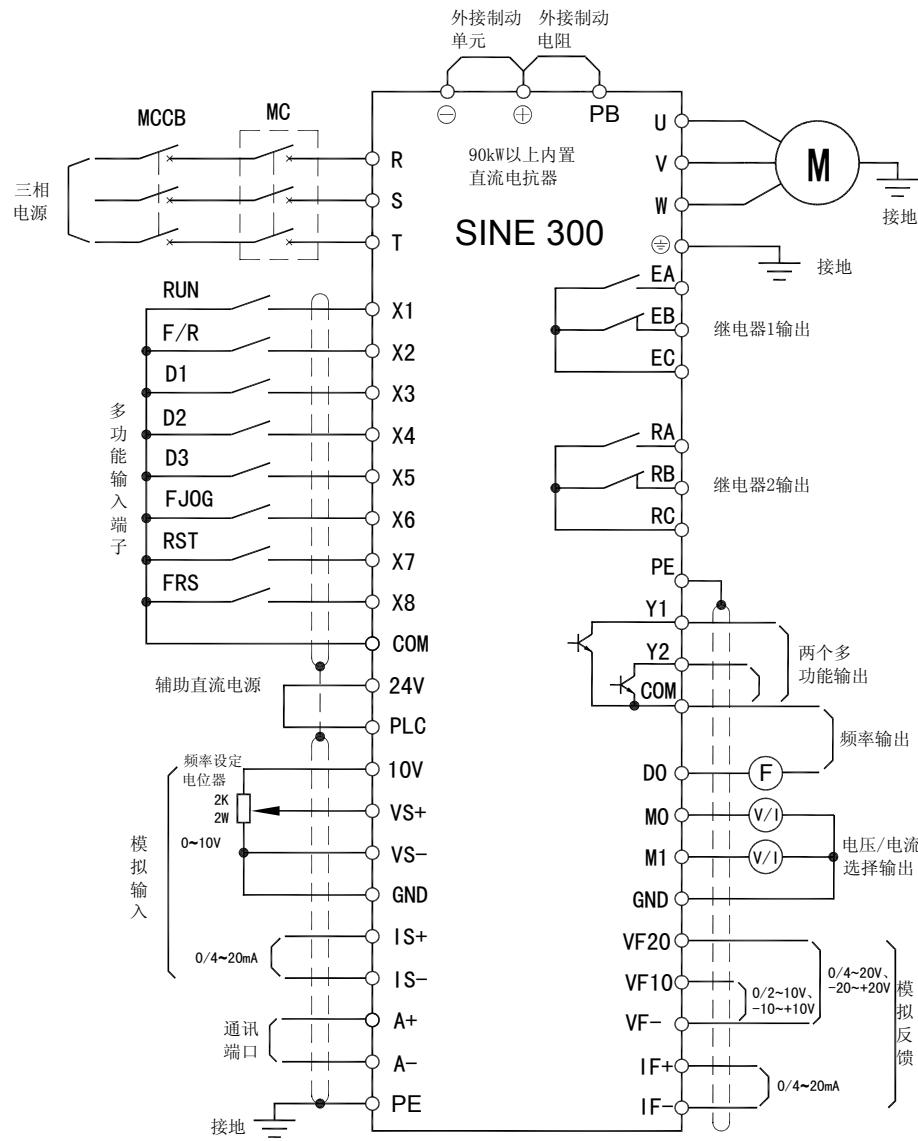 外接制动
单元
外接制动
电阻
MCCB
MC
⊖
⊕
PB
三相
电源
R
S
T
90kW以上内置
直流电抗器
SINE 300
U
V
W
M
接地
接地
RUN
X1
F/R
X2
D1
X3
D2
X4
D3
X5
FJOG
X6
RST
X7
FRS
X8
COM
多功能输入端子
辅助直流电源
24V
PLC
频率设定
电位器
2K
2W
0~10V
10V
VS+
VS-
GND
模拟输入
0/4~20mA
IS+
IS-
通讯
端口
A+
A-
PE
接地
EA
EB
EC
继电器1输出
RA
RB
RC
继电器2输出
PE
Y1
Y2
COM
两个多
功能输出
频率输出
DO
F
MO
V/I
M1
V/I
GND
电压/电流
选择输出
VF20
VF10
VF-
0/2~10V、
-10~+10V
0/4~20V、
-20~+20V
IF+
IF-
0/4~20mA
模拟反馈